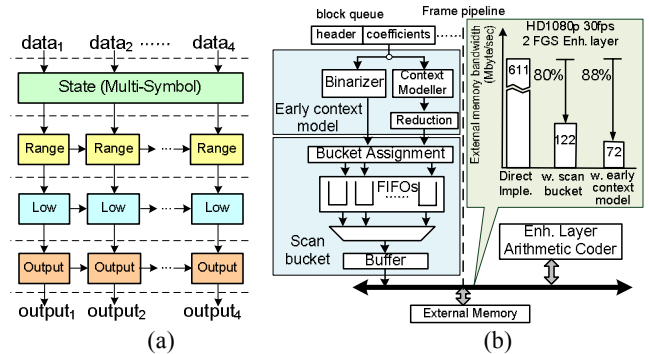 data1 data2 ...... data4
State (Multi-Symbol)
Range Range Range
Low Low Low
Output Output Output
output1 output2 output4
(a)
block queue
Frame pipeline
header coefficients
Binarizer
Context
Modeller
Early context
model
Reduction
Bucket Assignment
FIFOs
......
Scan
bucket
Buffer
External Memory
Enh. Layer
Arithmetic Coder
HD1080p 30fps
2 FGS Enh. layer
External memory bandwidth
(Mbyte/sec)
611
80%
88%
122
72
Direct
Imple.
w. scan
bucket
w. early
context
model
(b)